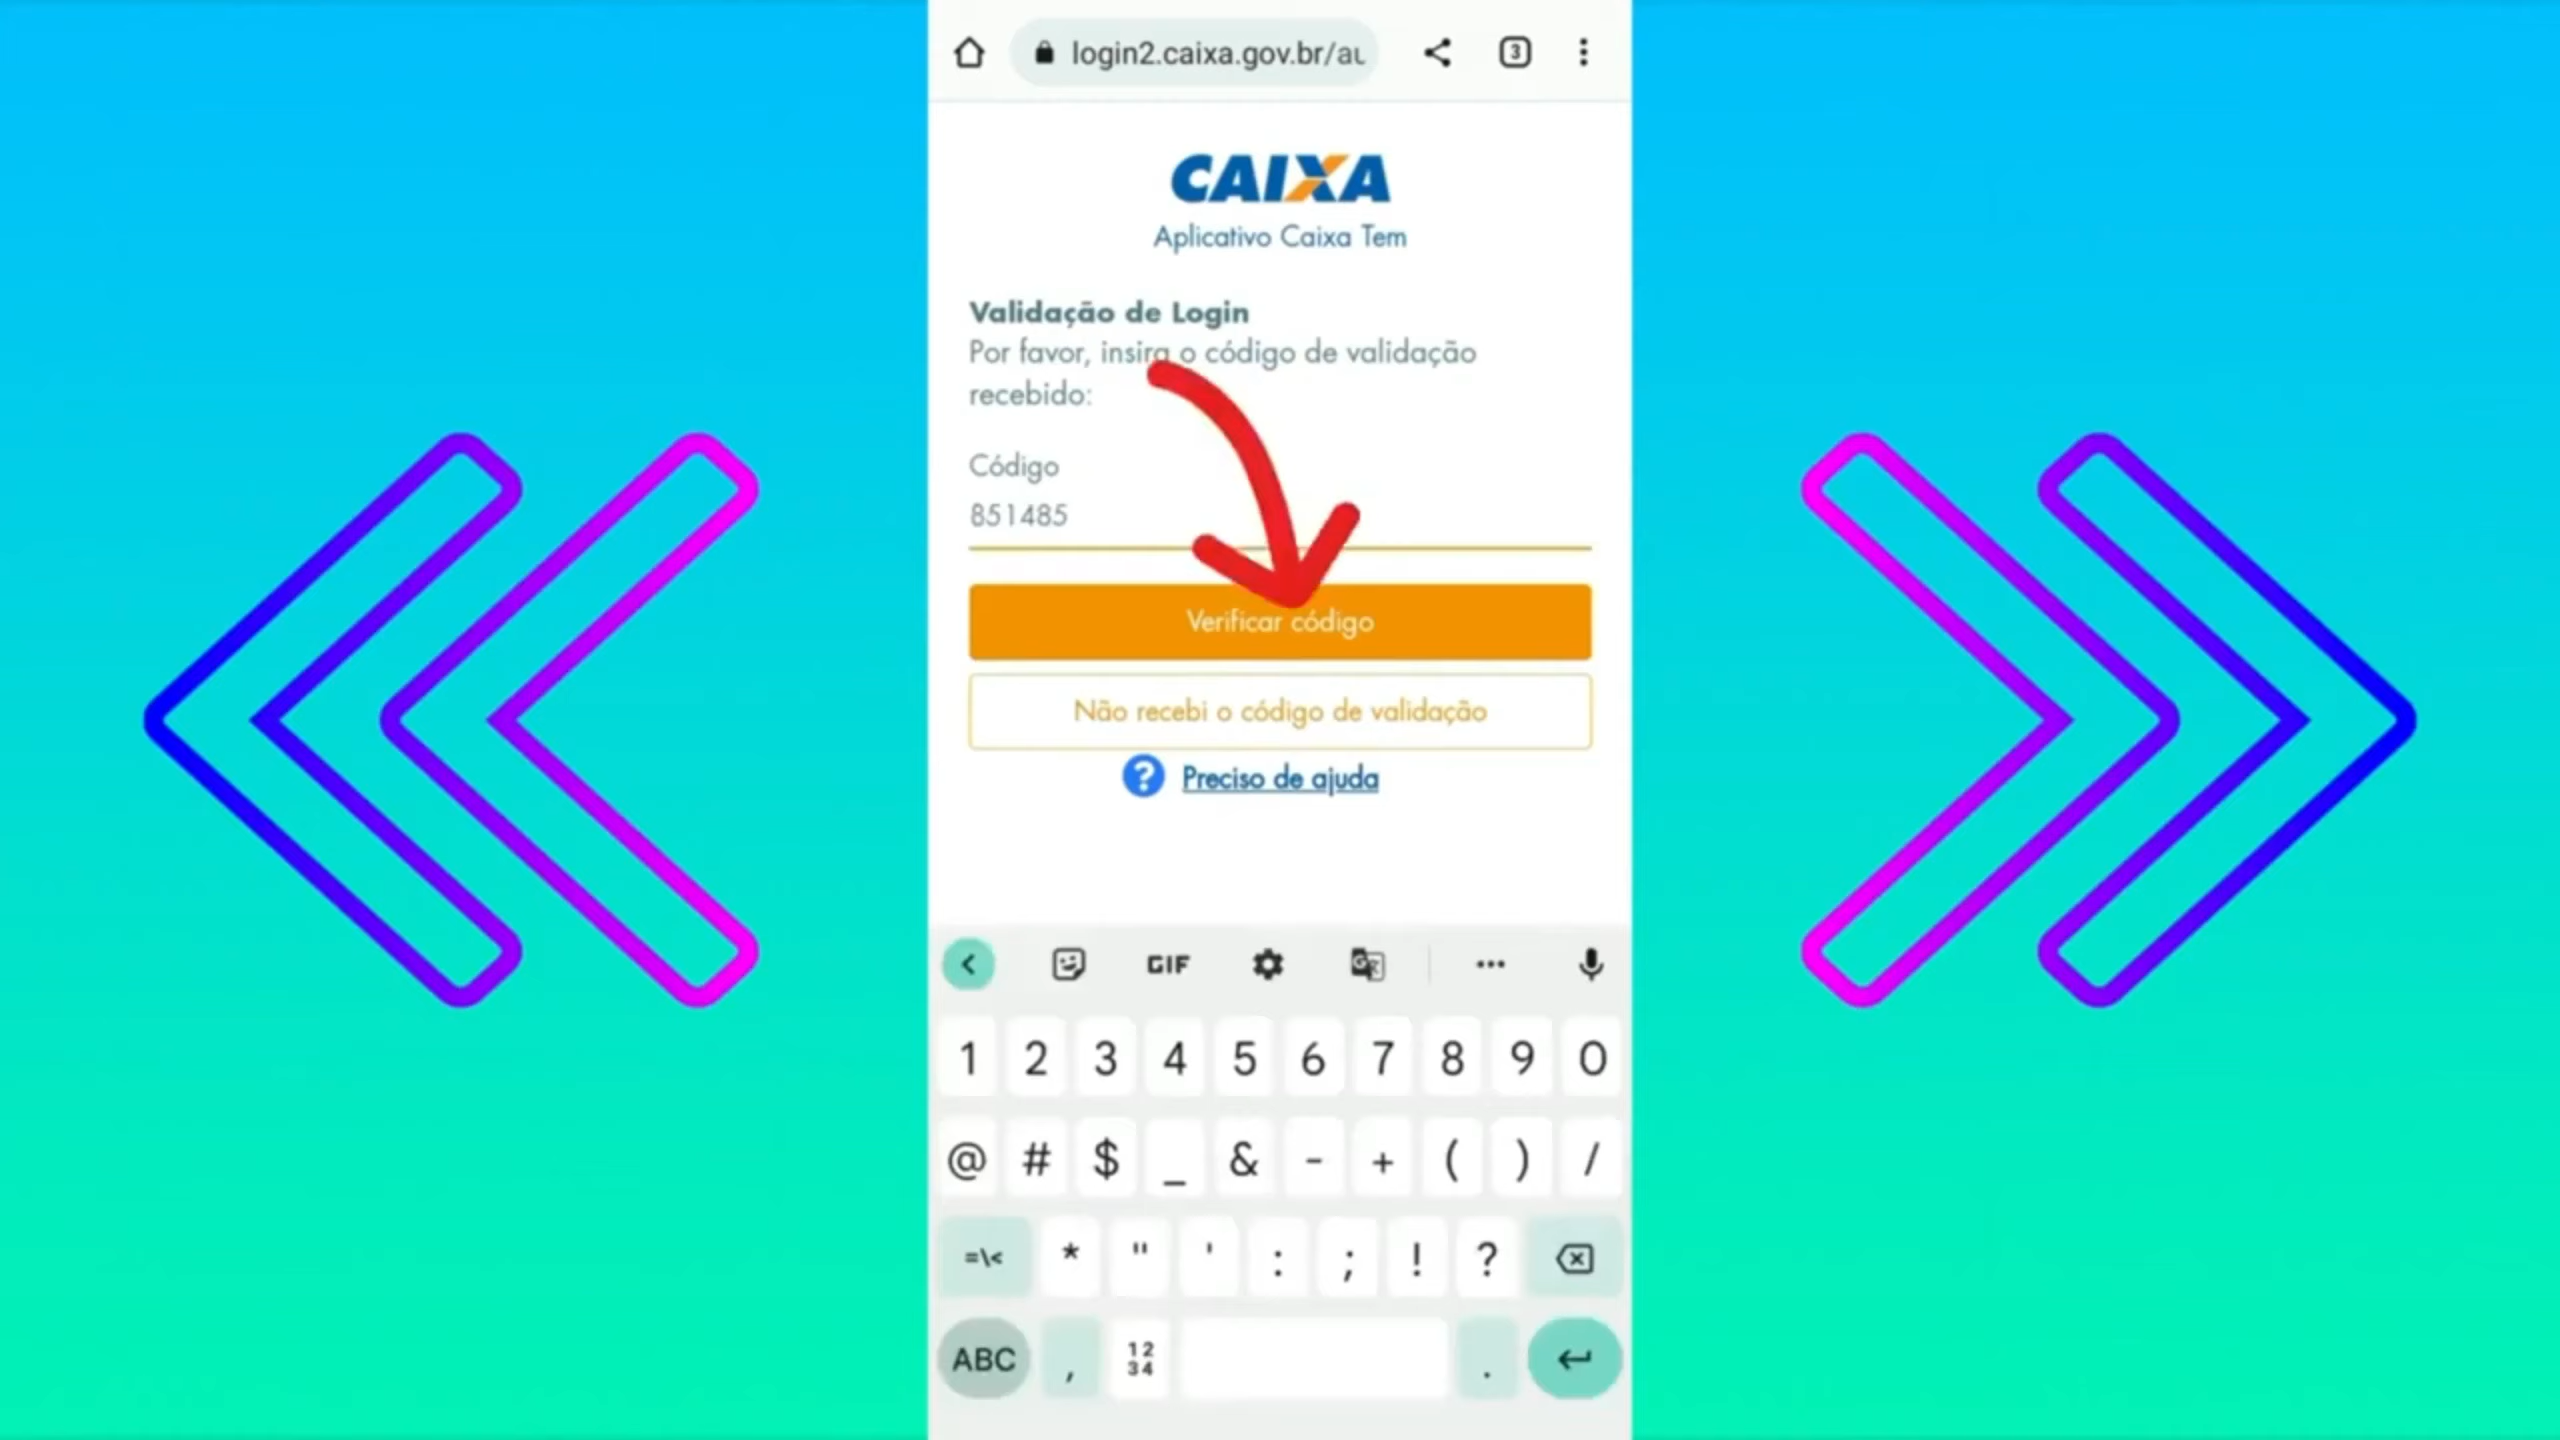 login2.caixa.gov.br/au
3
CAIXA
Aplicativo Caixa Tem
Validação de Login
Por favor, insira o código de validação
recebido:
Código
851485
Verificar código
Não recebi o código de validação
? Preciso de ajuda
GIF
1 2 3 4 5 6 7 8 9 0
@ # $ _ & - + ( ) /
=\< * " ' : ; ! ?
ABC , 1234 .